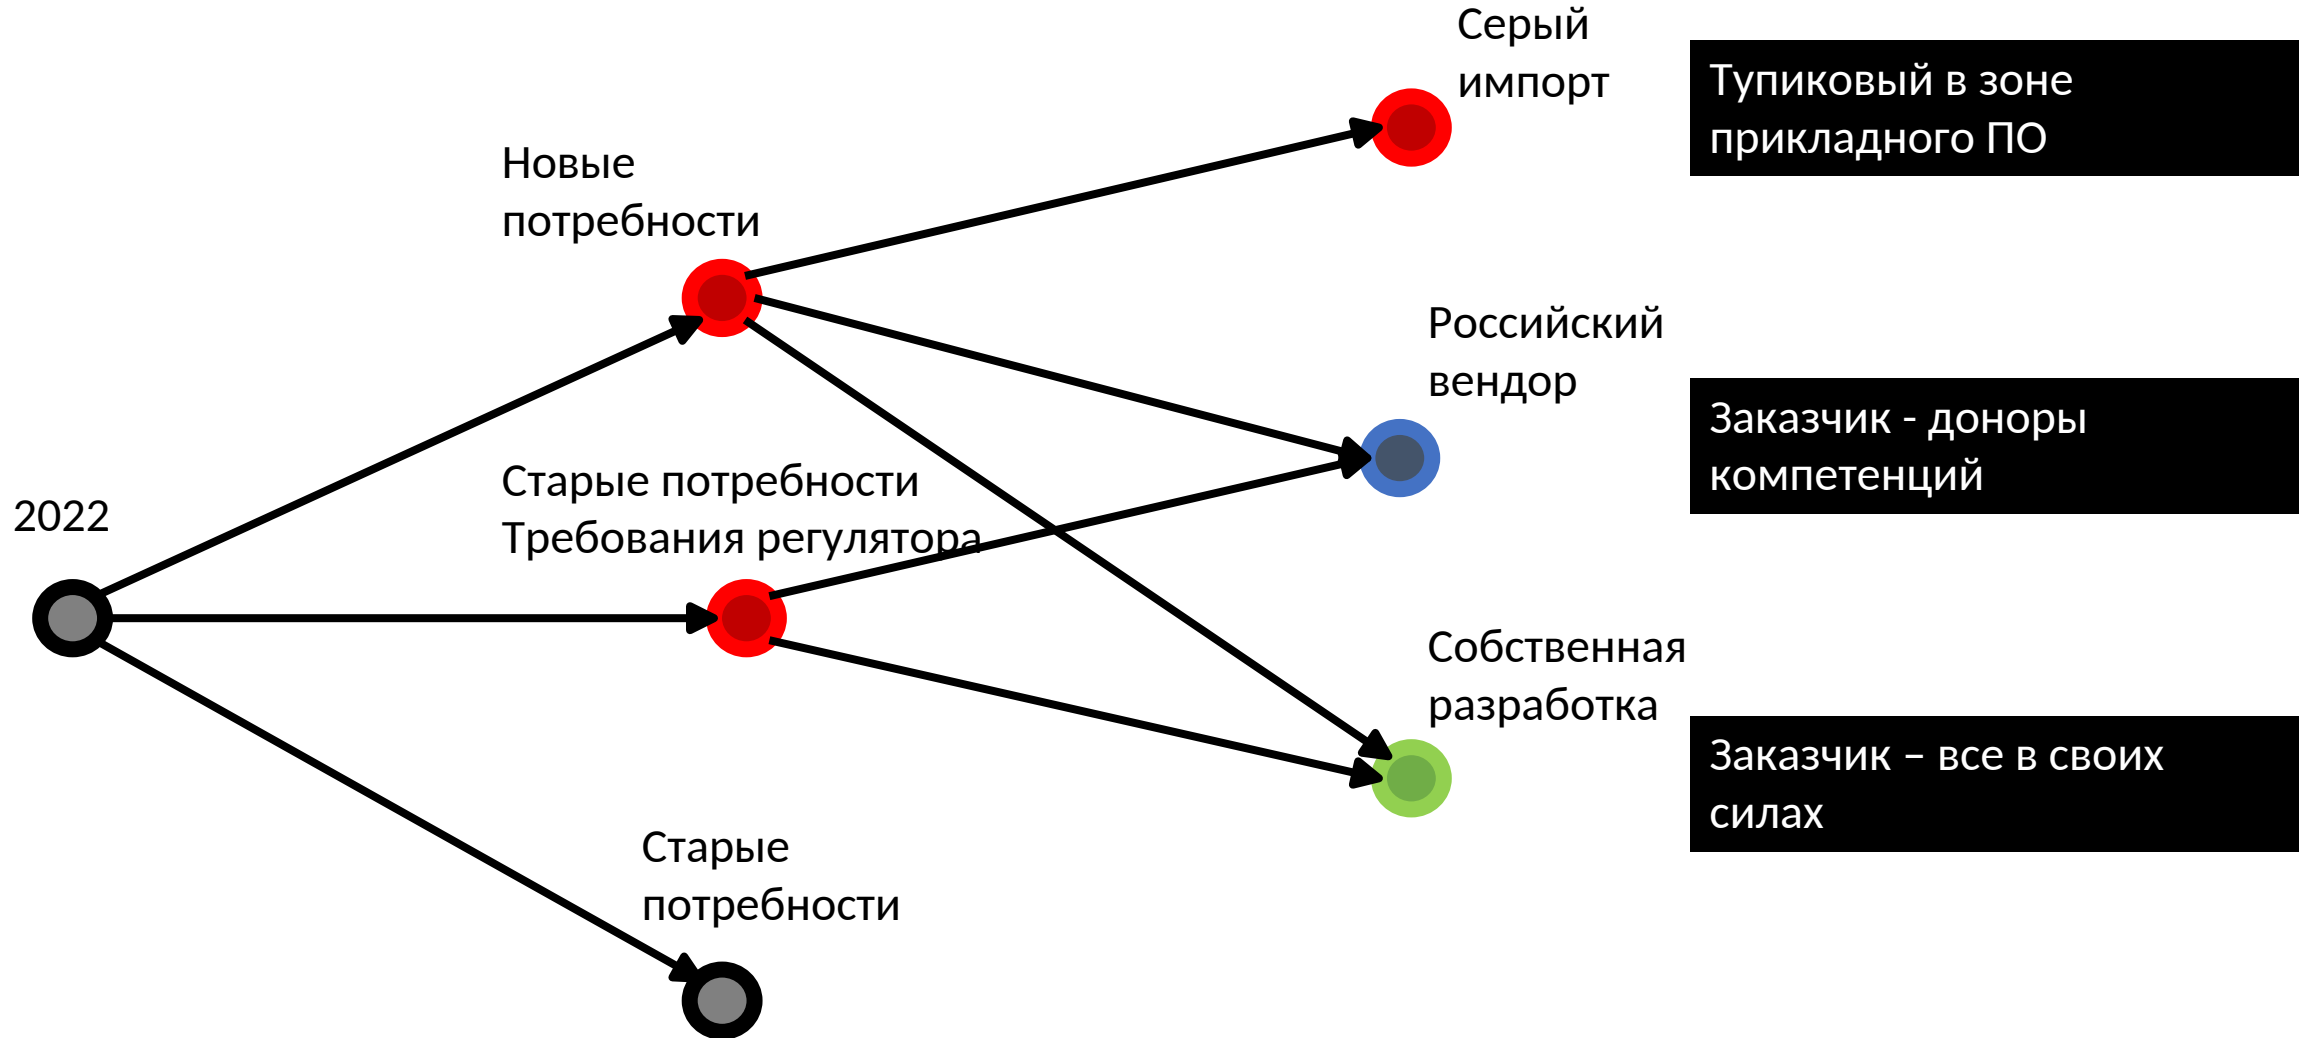 Серый
импорт
Тупиковый в зоне
прикладного ПО
Новые
потребности
Российский
вендор
Заказчик - доноры
компетенций
Старые потребности
Требования регулятора
2022
Собственная
разработка
Заказчик – все в своих
силах
Старые
потребности